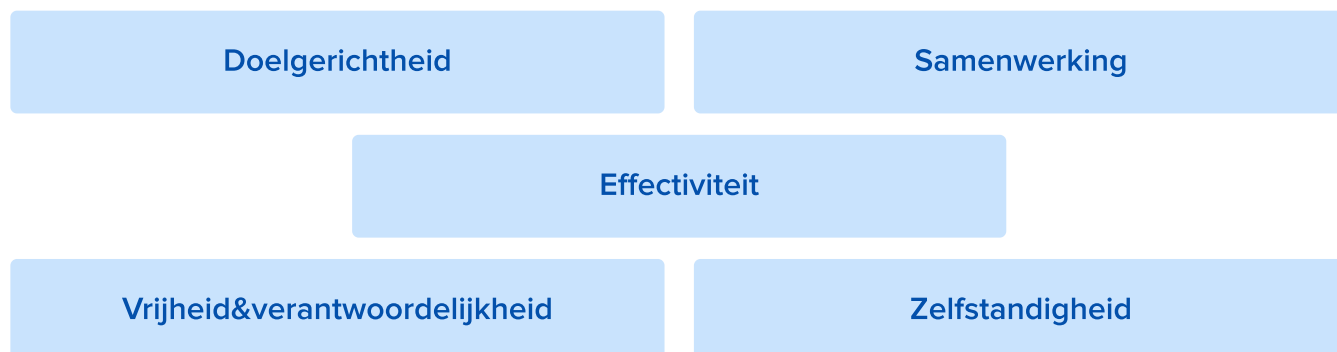 Doelgerichtheid
Samenwerking
Effectiviteit
Vrijheid&verantwoordelijkheid
Zelfstandigheid